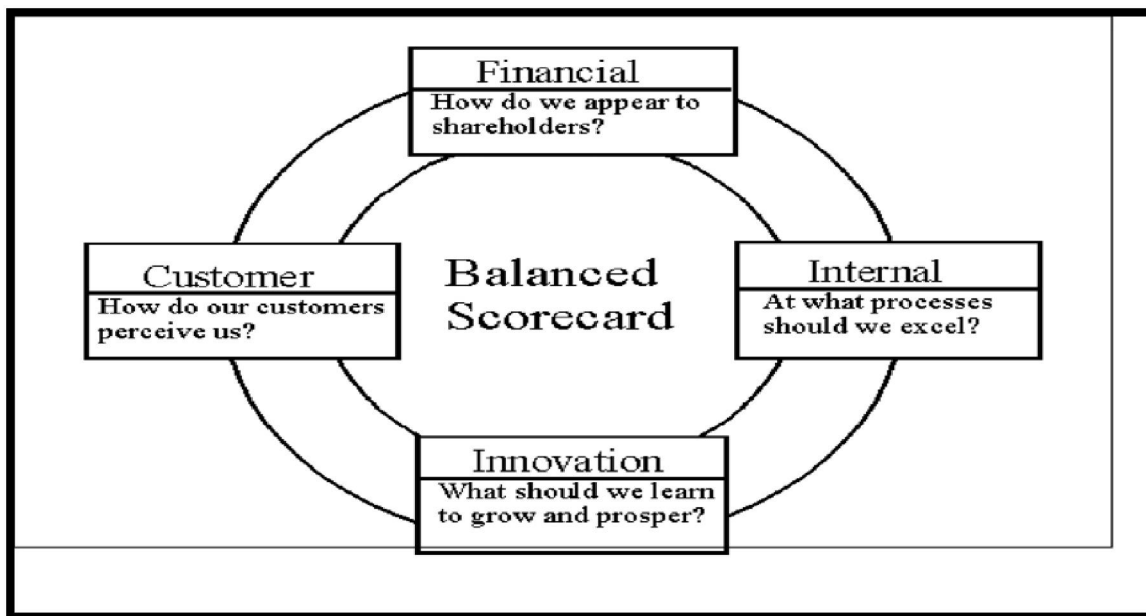 Financial
How do we appear to
shareholders?
Customer
How do our customers
perceive us?
Balanced
Scorecard
Internal
At what processes
should we excel?
Innovation
What should we learn
to grow and prosper?